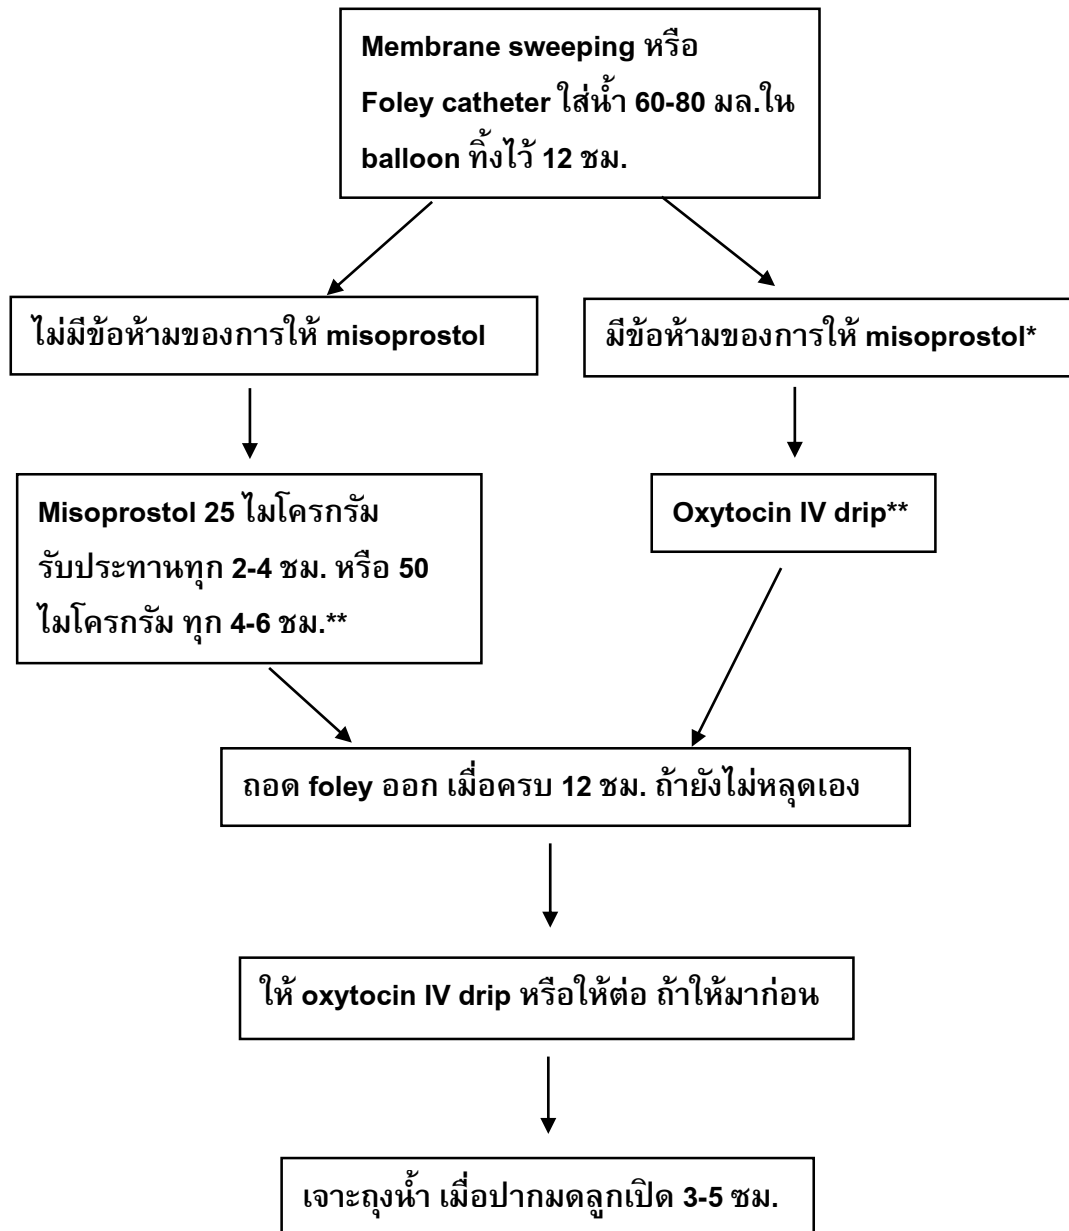 Membrane sweeping หรือ
Foley catheter ใส่น้ำ 60-80 มล.ใน
balloon ทิ้งไว้ 12 ชม.
ไม่มีข้อห้ามของการให้ misoprostol
มีข้อห้ามของการให้ misoprostol*
Misoprostol 25 ไมโครกรัม
รับประทานทุก 2-4 ชม. หรือ 50
ไมโครกรัม ทุก 4-6 ชม.**
Oxytocin IV drip**
ถอด foley ออก เมื่อครบ 12 ชม. ถ้ายังไม่หลุดเอง
ให้ oxytocin IV drip หรือให้ต่อ ถ้าให้มาก่อน
เจาะถุงน้ำ เมื่อปากมดลูกเปิด 3-5 ซม.